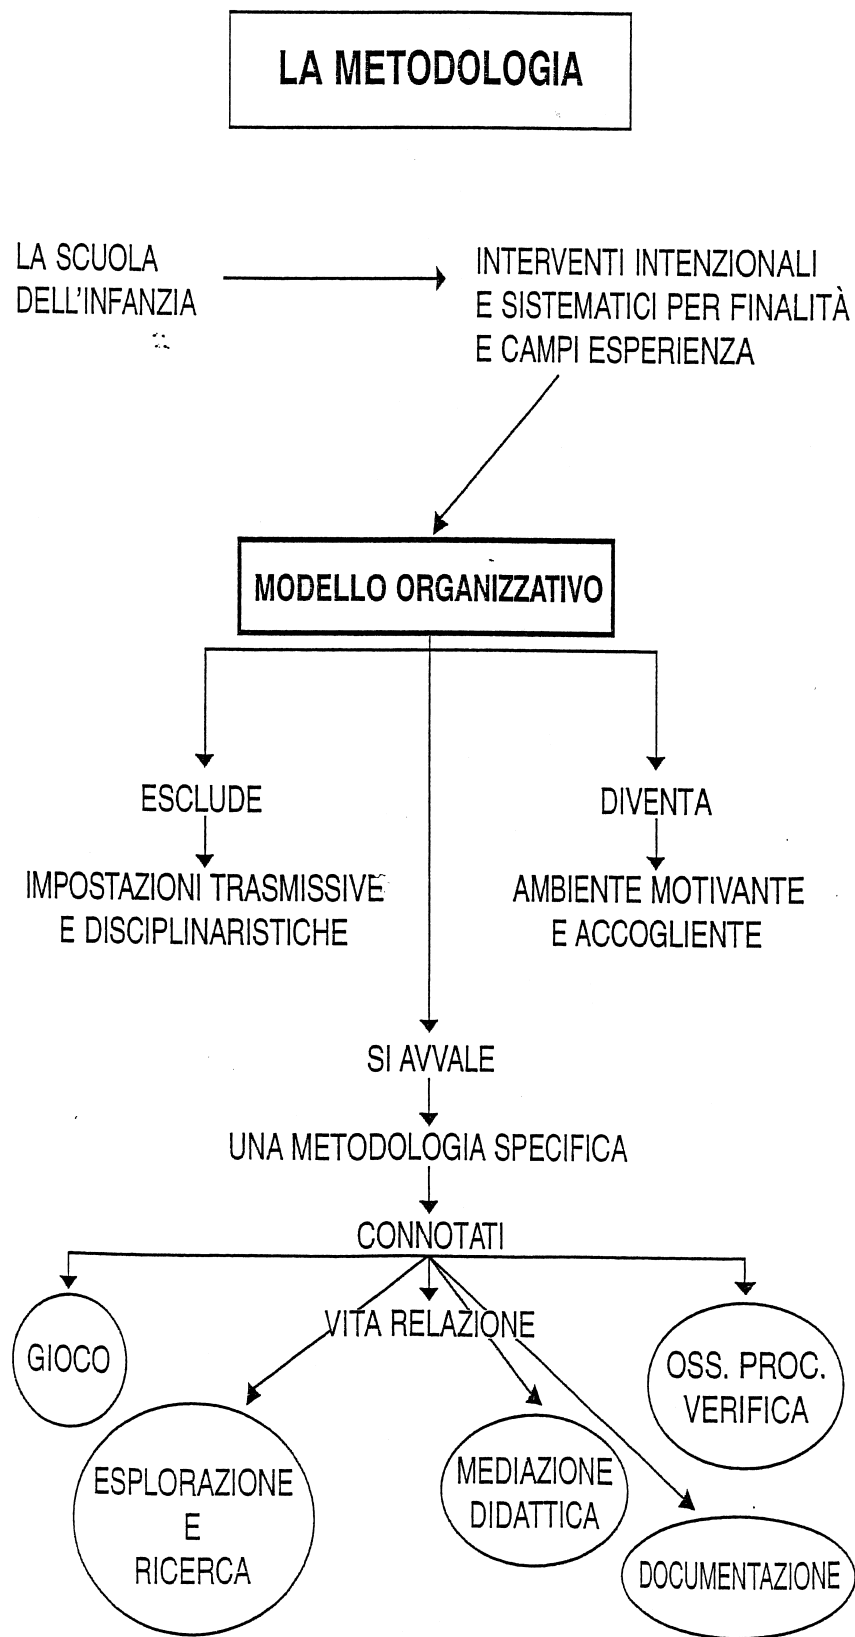 LA METODOLOGIA
LA SCUOLA
DELL'INFANZIA
INTERVENTI INTENZIONALI
E SISTEMATICI PER FINALITÀ
E CAMPI ESPERIENZA
MODELLO ORGANIZZATIVO
ESCLUDE
DIVENTA
IMPOSTAZIONI TRASMISSIVE
E DISCIPLINARISTICHE
AMBIENTE MOTIVANTE
E ACCOGLIENTE
SI AVVALE
UNA METODOLOGIA SPECIFICA
CONNOTATI
GIOCO
VITA RELAZIONE
OSS. PROC.
VERIFICA
ESPLORAZIONE
E
RICERCA
MEDIAZIONE
DIDATTICA
DOCUMENTAZIONE